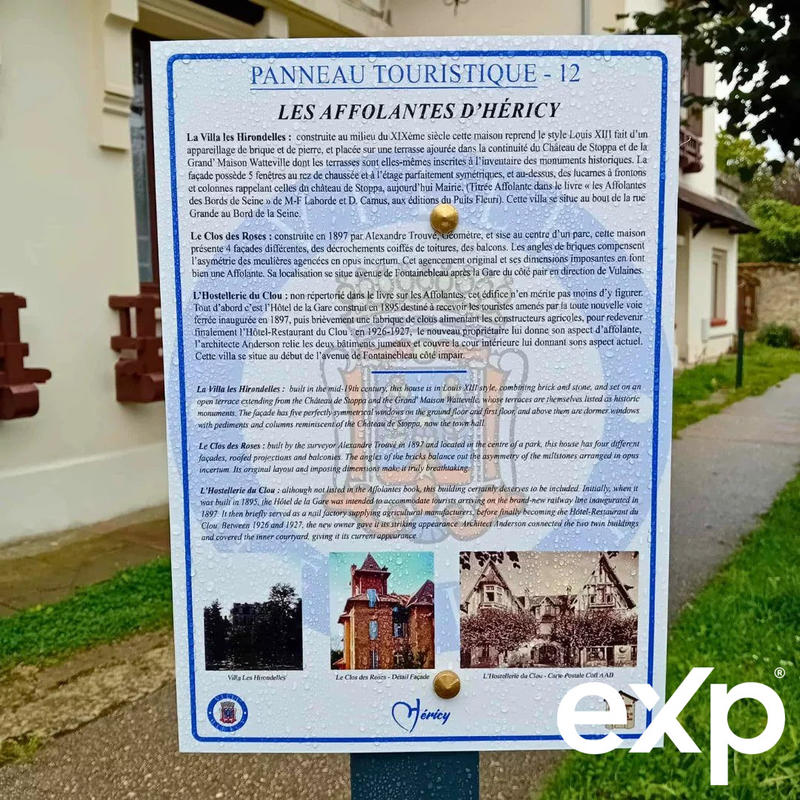 PANNEAU TOURISTIQUE - 12
LES AFFOLANTES D'HÉRICY
La Villa les Hirondelles : construite au milieu du XIXème siècle cette maison reprend le style Louis XIII fait d'un
appareillage de brique et de pierre, et placée sur une terrasse ajourée dans la continuité du Château de Stoppa et de la
Grand' Maison Watteville dont les terrasses sont elles-mêmes inscrites à l'inventaire des monuments historiques. La
façade possède 5 fenêtres au rez de chaussée et à l'étage parfaitement symétriques, et au-dessus, des lucarnes à frontons
et colonnes rappelant celles du château de Stoppa, aujourd'hui Mairie. (Titrée Affolante dans le livre « les Affolantes
des Bords de Seine » de M-F Laborde et D. Camus, aux éditions du Puits Fleuri). Cette villa se situe au bout de la rue
Grande au Bord de la Seine.
Le Clos des Roses : construite en 1897 par Alexandre Trouvé, Géomètre, et sise au centre d'un parc, cette maison
présente 4 façades différentes, des décrochements coiffés de toitures, des balcons. Les angles de briques compensent
l'asymétrie des meulières agencées en opus incertum. Cet agencement original et ses dimensions imposantes en font
bien une Affolante. Sa localisation se situe avenue de Fontainebleau après la Gare du côté pair en direction de Vulaines.
L'Hostellerie du Clou : non répertorié dans le livre sur les Affolantes, cet édifice n'en mérite pas moins d'y figurer.
Tout d'abord c'est l'Hôtel de la Gare construit en 1895 destiné à recevoir les touristes amenés par la toute nouvelle voie
ferrée inaugurée en 1897, puis brièvement une fabrique de clous alimentant les constructeurs agricoles, pour redevenir
finalement l'Hôtel-Restaurant du Clou : en 1926-1927, le nouveau propriétaire lui donne son aspect d'affolante,
l'architecte Anderson relie les deux bâtiments jumeaux et couvre la cour intérieure lui donnant sons aspect actuel.
Cette villa se situe au début de l'avenue de Fontainebleau côté impair.
La Villa les Hirondelles : built in the mid-19th century, this house is in Louis XIII style, combining brick and stone, and set on an
open terrace extending from the Château de Stoppa and the Grand' Maison Watteville, whose terraces are themselves listed as historic
monuments. The façade has five perfectly symmetrical windows on the ground floor and first floor, and above them are dormer windows
with pediments and columns reminiscent of the Château de Stoppa, now the town hall.
Le Clos des Roses : built by the surveyor Alexandre Trouvé in 1897 and located in the centre of a park, this house has four different
façades, roofed projections and balconies. The angles of the bricks balance out the asymmetry of the millstones arranged in opus
incertum. Its original layout and imposing dimensions make it truly breathtaking.
L'Hostellerie du Clou : although not listed in the Affolantes book, this building certainly deserves to be included. Initially, when it
was built in 1895, the Hôtel de la Gare was intended to accommodate tourists arriving on the brand-new railway line inaugurated in
1897. It then briefly served as a nail factory supplying agricultural manufacturers, before finally becoming the Hôtel-Restaurant du
Clou. Between 1926 and 1927, the new owner gave it its striking appearance. Architect Anderson connected the two twin buildings
and covered the inner courtyard, giving it its current appearance.
Villa Les Hirondelles
Le Clos des Roses - Détail Façade
L'Hostellerie du Clou - Carte Postale Coll AAB
Héricy
eXp®